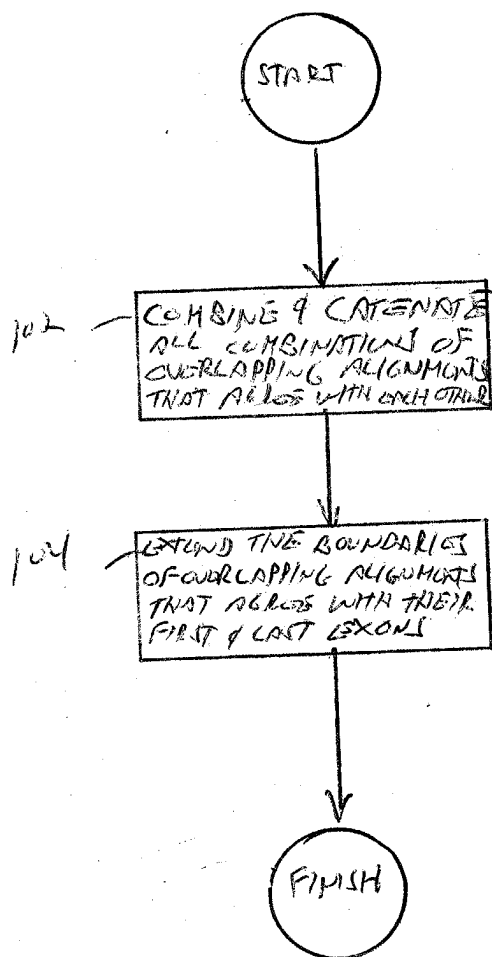 START
102
COMBINE & CATENATE
ALL COMBINATIONS OF
OVERLAPPING ALIGNMENTS
THAT AGREE WITH EACH OTHER
104
EXTEND THE BOUNDARIES
OF OVERLAPPING ALIGNMENTS
THAT AGREE WITH THEIR
FIRST & LAST EXONS
FINISH